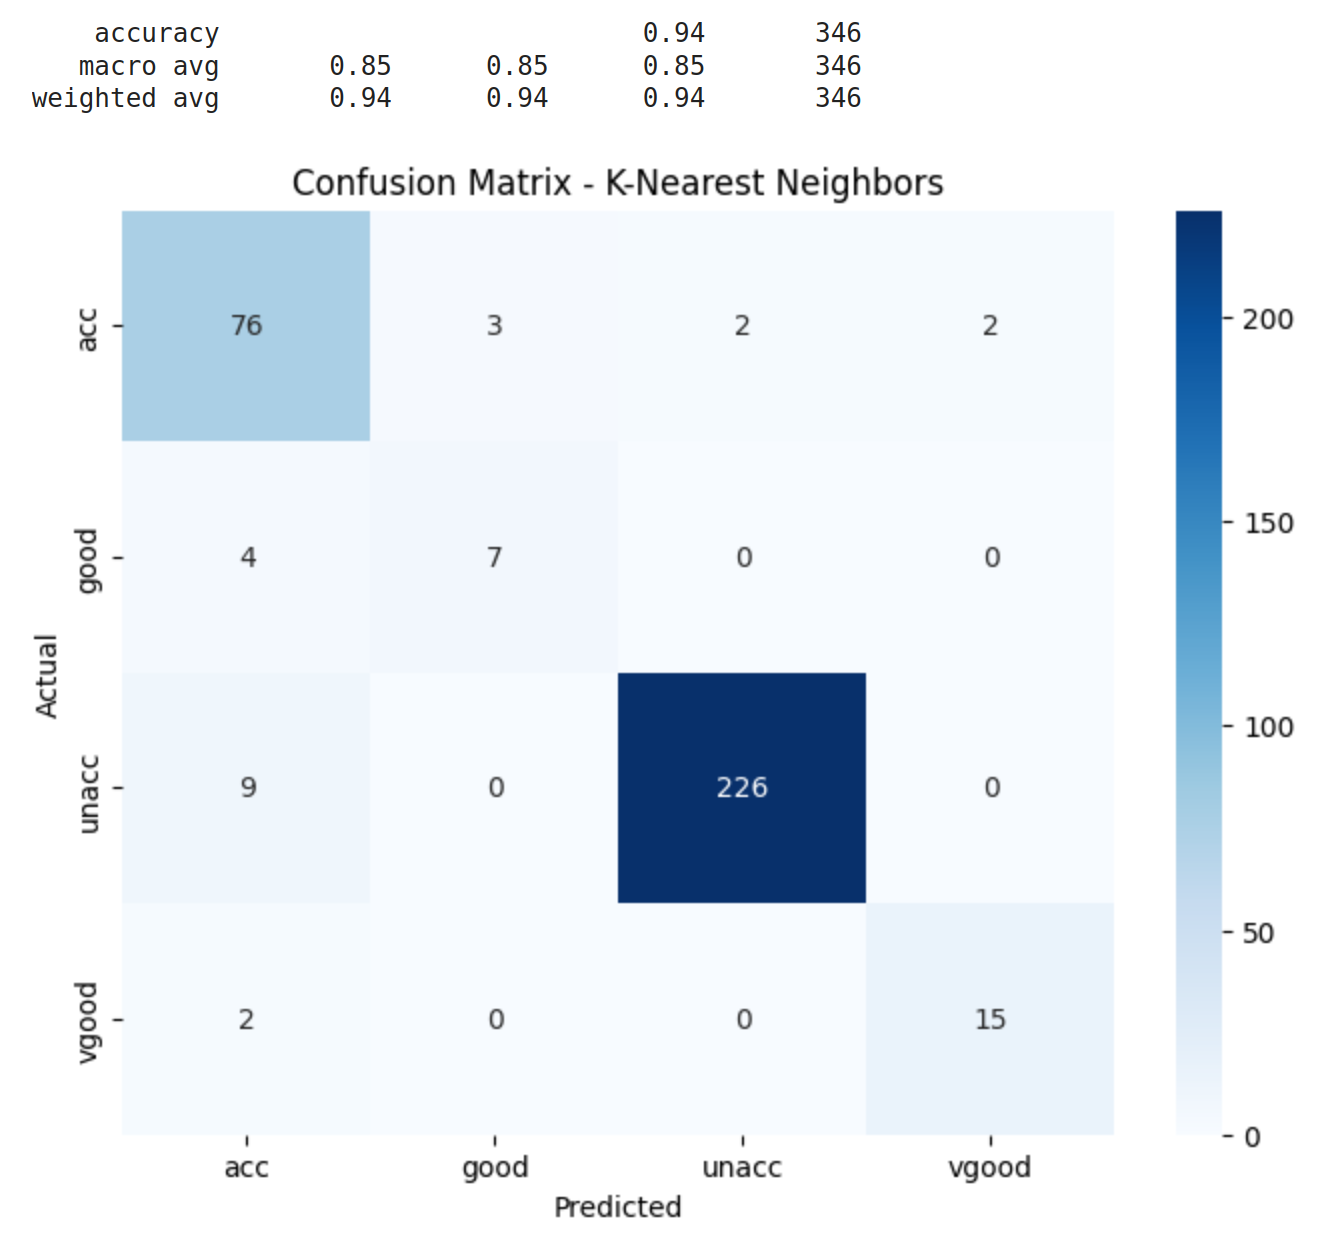 accuracy 0.94 346
macro avg 0.85 0.85 0.85 346
weighted avg 0.94 0.94 0.94 346
Confusion Matrix - K-Nearest Neighbors
acc 76 3 2 2
good 4 7 0 0
unacc 9 0 226 0
vgood 2 0 0 15
Actual
acc good unacc vgood
Predicted
200
150
100
50
0